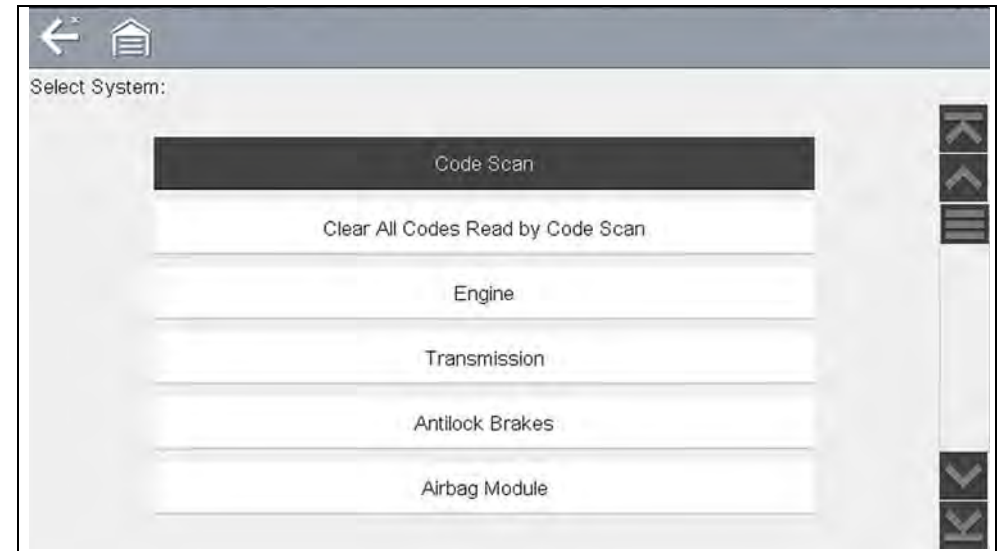 Select System:
Code Scan
Clear All Codes Read by Code Scan
Engine
Transmission
Antilock Brakes
Airbag Module